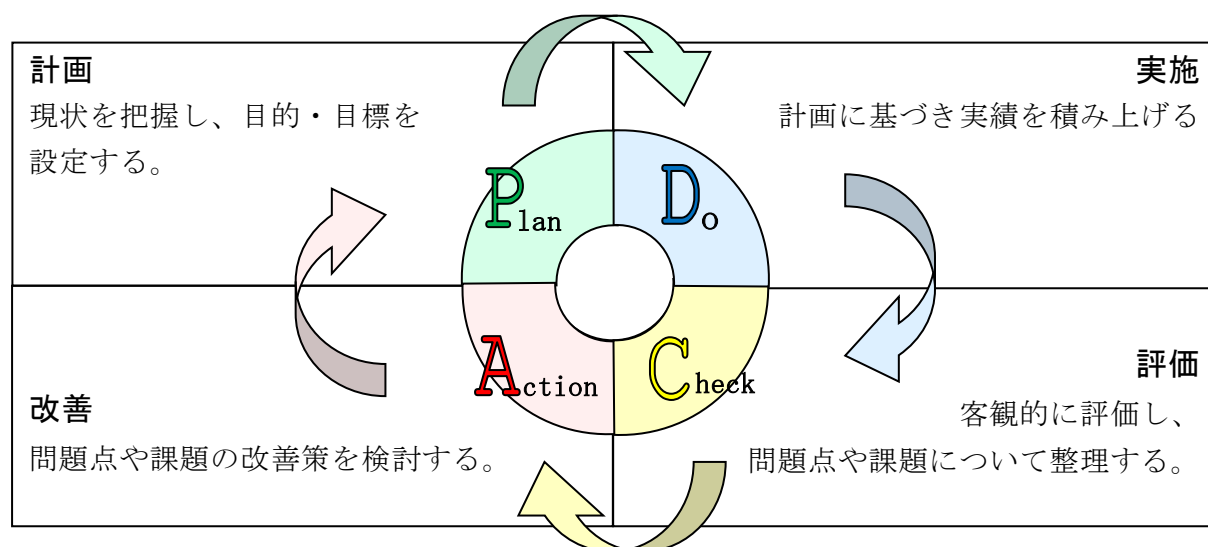 計画
現状を把握し、目的・目標を
設定する。
実施
計画に基づき実績を積み上げる
Plan
Do
Action
Check
改善
問題点や課題の改善策を検討する。
評価
客観的に評価し、
問題点や課題について整理する。